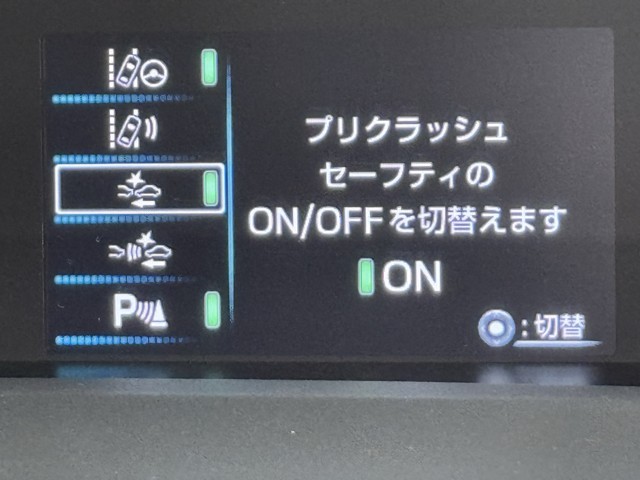 プリクラッシュ
セーフティの
ON/OFFを切替えます
ON
P
:切替